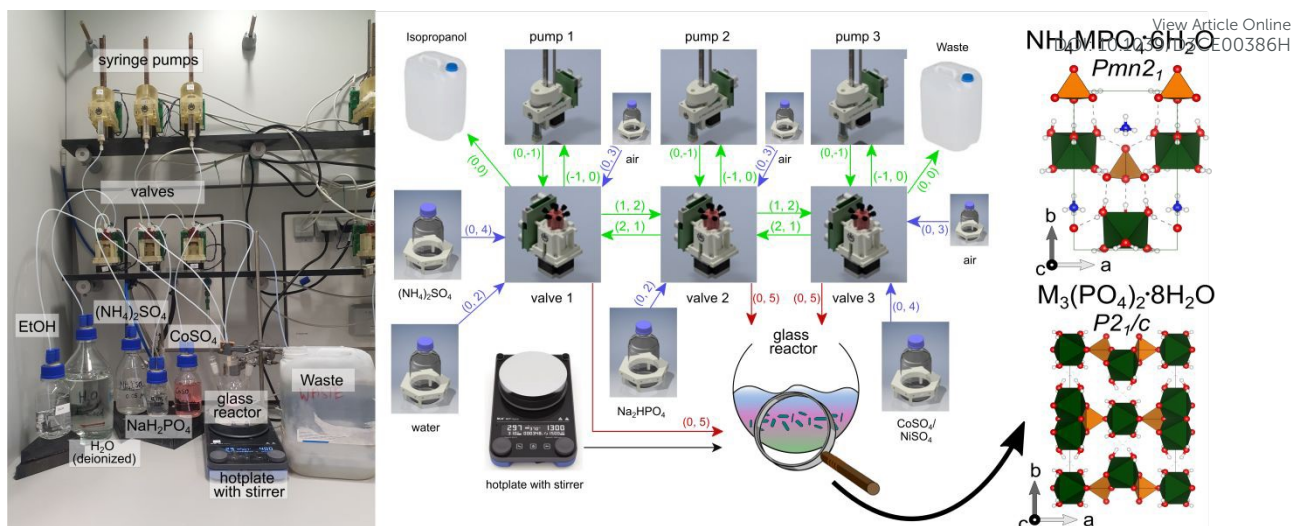 View Article Online
DOI: 10.1039/D3CE00386H
syringe pumps
valves
EtOH
(NH₄)₂SO₄
CoSO₄
H₂O
glass
reactor
Waste
WASTE
NaH₂PO₄
H₂O
(deionized)
hotplate
with stirrer
Isopropanol
pump 1
pump 2
pump 3
Waste
air
air
(0,0)
(0,-1)
(-1, 0)
(0, 3)
(0,-1)
(-1, 0)
(0, 3)
(0,-1)
(-1, 0)
(0, 0)
(0, 4)
(1, 2)
(2, 1)
(1, 2)
(2, 1)
(0, 3)
air
(NH₄)₂SO₄
(0, 2)
valve 1
(0, 2)
valve 2
(0, 5)
(0, 5)
valve 3
(0, 4)
glass
reactor
water
297
1300
Na₂HPO₄
CoSO₄/
NiSO₄
(0, 5)
hotplate with stirrer
NH₄MPO₄·6H₂O
Pmn2₁
b
c
a
M₃(PO₄)₂·8H₂O
P2₁/c
b
c
a